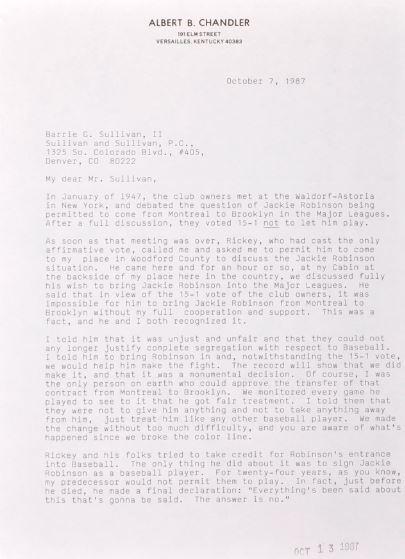 ALBERT B. CHANDLER
191 ELM STREET
VERSAILLES, KENTUCKY 40383
October 7, 1987
Barrie G. Sullivan, II
Sullivan and Sullivan, P.C.,
1325 So. Colorado Blvd., #405,
Denver, CO 80222
My dear Mr. Sullivan,
In January of 1947, the club owners met at the Waldorf-Astoria
in New York, and debated the question of Jackie Robinson being
permitted to come from Montreal to Brooklyn in the Major Leagues.
After a full discussion, they voted 15-1 not to let him play.
As soon as that meeting was over, Rickey, who had cast the only
affirmative vote, called me and asked me to permit him to come
to my place in Woodford County to discuss the Jackie Robinson
situation. He came here and for an hour or so, at my Cabin at
the backside of my place here in the country, we discussed fully
his wish to bring Jackie Robinson into the Major Leagues. He
said that in view of the 15-1 vote of the club owners, it was
impossible for him to bring Jackie Robinson from Montreal to
Brooklyn without my full cooperation and support. This was a
fact, and he and I both recognized it.
I told him that it was unjust and unfair and that they could not
any longer justify complete segregation with respect to Baseball.
I told him to bring Robinson in and, notwithstanding the 15-1 vote,
we would help him make the fight. The record will show that we did
make it, and that it was a monumental decision. Of course, I was
the only person on earth who could approve the transfer of that
contract from Montreal to Brooklyn. We monitored every game he
played to see to it that he got fair treatment. I told them that
they were not to give him anything and not to take anything away
from him, just treat him like any other baseball player. We made
the change without too much difficulty, and you are aware of what's
happened since we broke the color line.
Rickey and his folks tried to take credit for Robinson's entrance
into Baseball. The only thing he did about it was to sign Jackie
Robinson as a baseball player. For twenty-four years, as you know,
my predecessor would not permit them to play. In fact, just before
he died, he made a final declaration: "Everything's been said about
this that's gonna be said. The answer is no."
OCT 13 1987